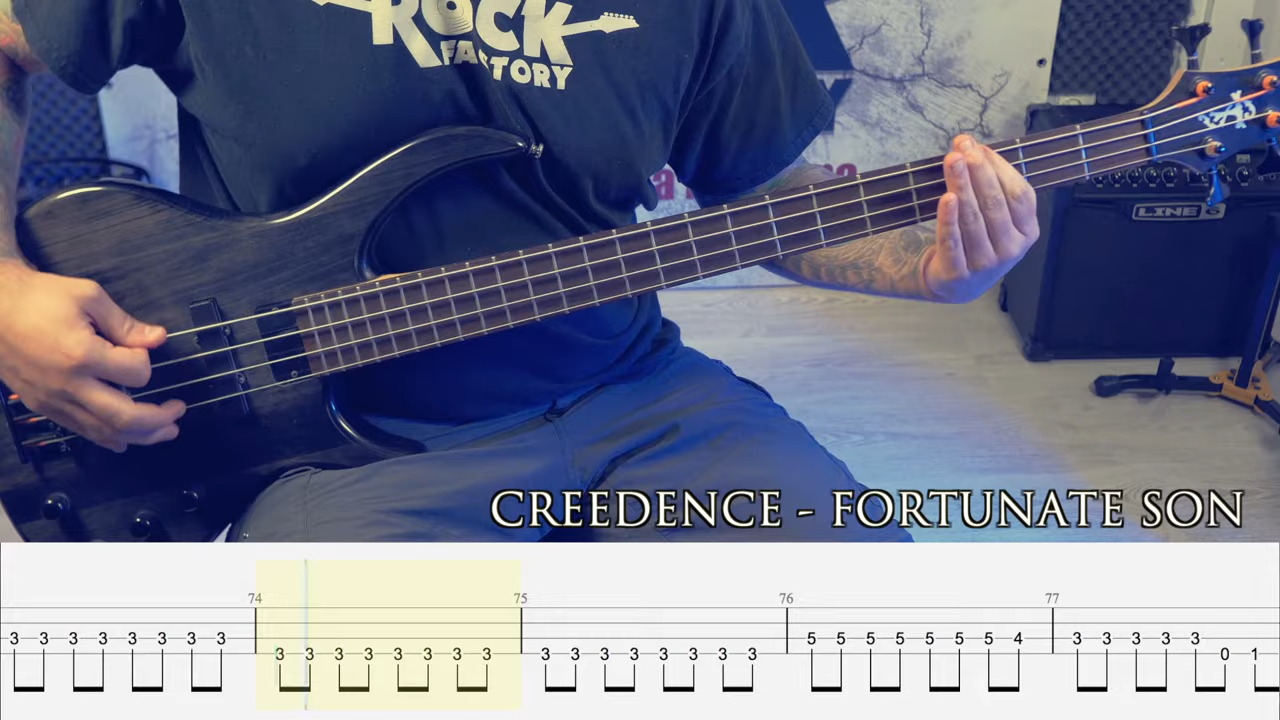 ROCK
FACTORY
LINE 6
CREEDENCE - FORTUNATE SON
74 75 76 77
3 3 3 3 3 3 3 3 3 3 3 3 3 3 3 3 3 3 3 3 3 3 3 3 5 5 5 5 5 5 5 4 3 3 3 3 3 0 1